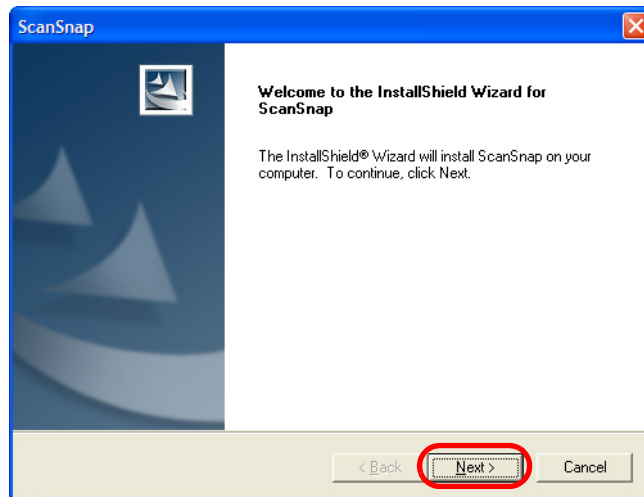 ScanSnap
Welcome to the InstallShield Wizard for
ScanSnap
The InstallShield® Wizard will install ScanSnap on your
computer. To continue, click Next.
< Back
Next >
Cancel